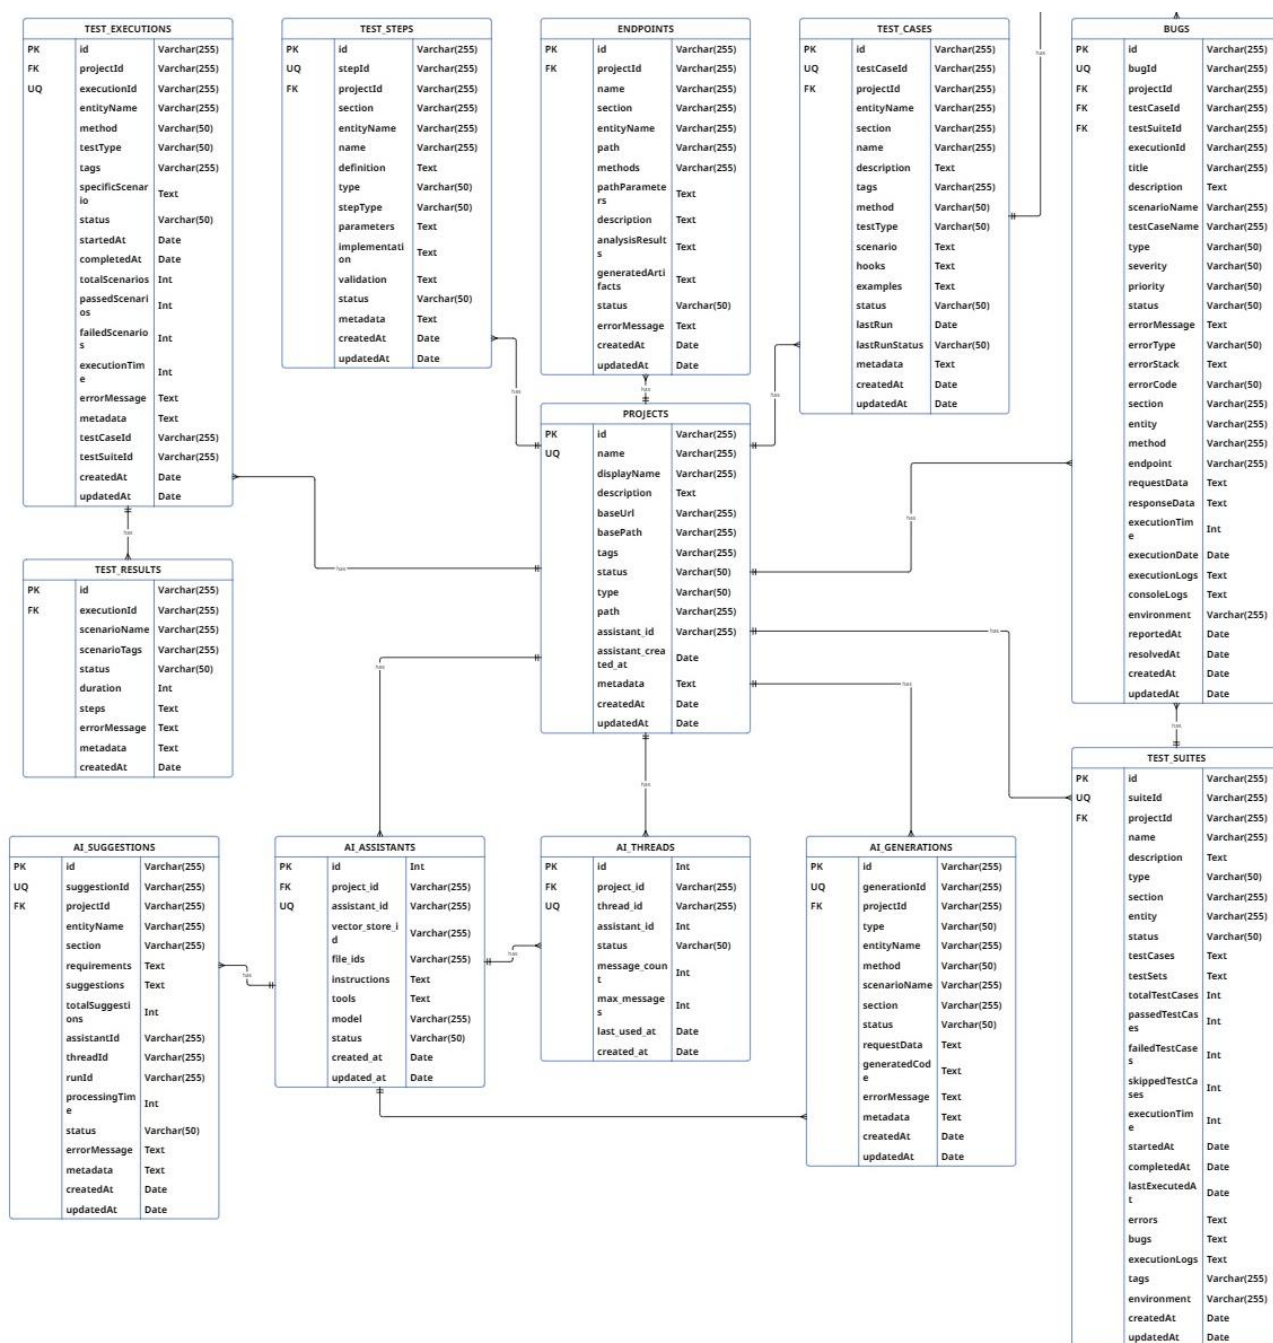 TEST_EXECUTIONS
PK id Varchar(255)
FK projectId Varchar(255)
UQ executionId Varchar(255)
entityName Varchar(255)
method Varchar(50)
testType Varchar(50)
tags Varchar(255)
specificScenar
io Text
status Varchar(50)
startedAt Date
completedAt Date
totalScenarios Int
passedScenari
os Int
failedScenario
s Int
executionTim
e Int
errorMessage Text
metadata Text
testCaseId Varchar(255)
testSuiteId Varchar(255)
createdAt Date
updatedAt Date
TEST_STEPS
PK id Varchar(255)
UQ stepId Varchar(255)
FK projectId Varchar(255)
section Varchar(255)
entityName Varchar(255)
name Varchar(255)
definition Text
type Varchar(50)
stepType Varchar(50)
parameters Text
implementati
on Text
validation Text
status Varchar(50)
metadata Text
createdAt Date
updatedAt Date
ENDPOINTS
PK id Varchar(255)
FK projectId Varchar(255)
name Varchar(255)
section Varchar(255)
entityName Varchar(255)
path Varchar(255)
methods Varchar(255)
pathParamete
rs Text
description Text
analysisResult
s Text
generatedArti
facts Text
status Varchar(50)
errorMessage Text
createdAt Date
updatedAt Date
TEST_CASES
PK id Varchar(255)
UQ testCaseId Varchar(255)
FK projectId Varchar(255)
entityName Varchar(255)
section Varchar(255)
name Varchar(255)
description Text
tags Varchar(255)
method Varchar(50)
testType Varchar(50)
scenario Text
hooks Text
examples Text
status Varchar(50)
lastRun Date
lastRunStatus Varchar(50)
metadata Text
createdAt Date
updatedAt Date
has
BUGS
PK id Varchar(255)
UQ bugId Varchar(255)
FK projectId Varchar(255)
FK testCaseId Varchar(255)
FK testSuiteId Varchar(255)
executionId Varchar(255)
title Varchar(255)
description Text
scenarioName Varchar(255)
testCaseName Varchar(255)
type Varchar(50)
severity Varchar(50)
priority Varchar(50)
status Varchar(50)
errorMessage Text
errorType Varchar(50)
errorStack Text
errorCode Varchar(50)
section Varchar(255)
entity Varchar(255)
method Varchar(255)
endpoint Varchar(255)
requestData Text
responseData Text
executionTim
e Int
executionDate Date
executionLogs Text
consoleLogs Text
environment Varchar(255)
reportedAt Date
resolvedAt Date
createdAt Date
updatedAt Date
has
has
has
PROJECTS
PK id Varchar(255)
UQ name Varchar(255)
displayName Varchar(255)
description Text
baseUrl Varchar(255)
basePath Varchar(255)
tags Varchar(255)
status Varchar(50)
type Varchar(50)
path Varchar(255)
assistant_id Varchar(255)
assistant_crea
ted_at Date
metadata Text
createdAt Date
updatedAt Date
has
has
has
has
has
has
has
has
TEST_RESULTS
PK id Varchar(255)
FK executionId Varchar(255)
scenarioName Varchar(255)
scenarioTags Varchar(255)
status Varchar(50)
duration Int
steps Text
errorMessage Text
metadata Text
createdAt Date
TEST_SUITES
PK id Varchar(255)
UQ suiteId Varchar(255)
FK projectId Varchar(255)
name Varchar(255)
description Text
type Varchar(50)
section Varchar(255)
entity Varchar(255)
status Varchar(50)
testCases Text
testSets Text
totalTestCases Int
passedTestCas
es Int
failedTestCase
s Int
skippedTestCa
ses Int
executionTim
e Int
startedAt Date
completedAt Date
lastExecutedA
t Date
errors Text
bugs Text
executionLogs Text
tags Varchar(255)
environment Varchar(255)
createdAt Date
updatedAt Date
AI_SUGGESTIONS
PK id Varchar(255)
UQ suggestionId Varchar(255)
FK projectId Varchar(255)
entityName Varchar(255)
section Varchar(255)
requirements Text
suggestions Text
totalSuggesti
ons Int
assistantId Varchar(255)
threadId Varchar(255)
runId Varchar(255)
processingTim
e Int
status Varchar(50)
errorMessage Text
metadata Text
createdAt Date
updatedAt Date
has
AI_ASSISTANTS
PK id Int
FK project_id Varchar(255)
UQ assistant_id Varchar(255)
vector_store_i
d Varchar(255)
file_ids Varchar(255)
instructions Text
tools Text
model Varchar(255)
status Varchar(50)
created_at Date
updated_at Date
has
AI_THREADS
PK id Int
FK project_id Varchar(255)
UQ thread_id Varchar(255)
assistant_id Int
status Varchar(50)
message_coun
t Int
max_message
s Int
last_used_at Date
created_at Date
AI_GENERATIONS
PK id Varchar(255)
UQ generationId Varchar(255)
FK projectId Varchar(255)
type Varchar(50)
entityName Varchar(255)
method Varchar(50)
scenarioName Varchar(255)
section Varchar(255)
status Varchar(50)
requestData Text
generatedCod
e Text
errorMessage Text
metadata Text
createdAt Date
updatedAt Date